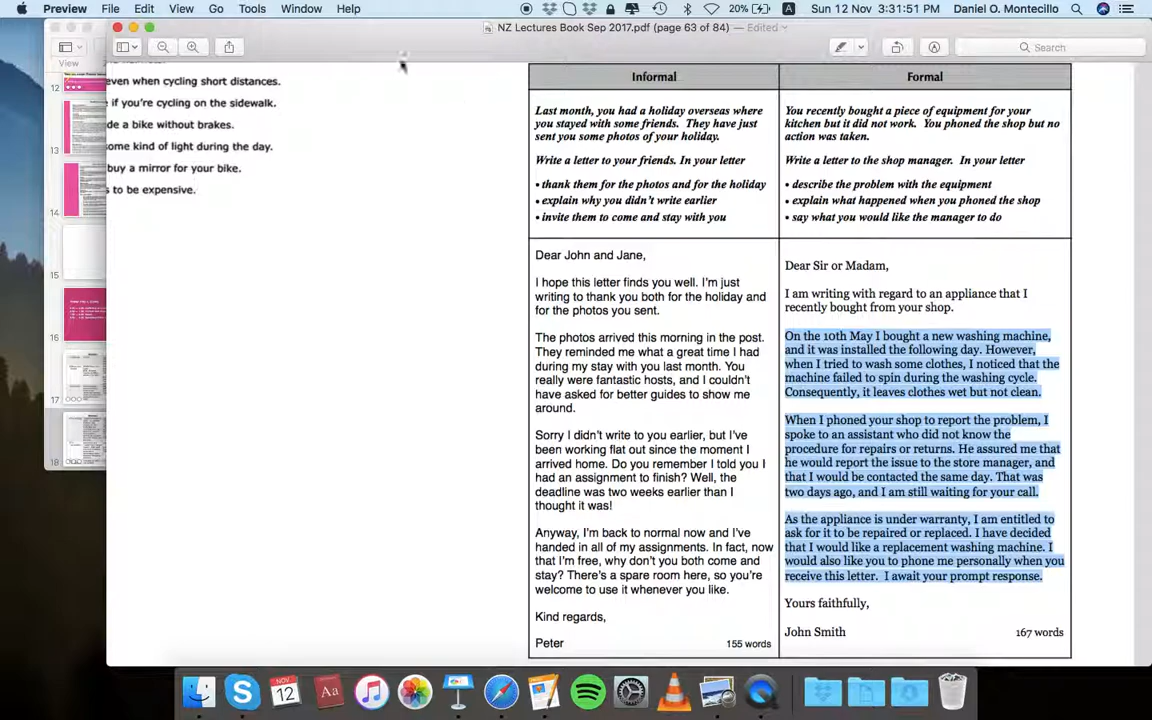 Preview File Edit View Go Tools Window Help 20% Sun 12 Nov 3:31:51 PM Daniel O. Montecillo
NZ Lectures Book Sep 2017.pdf (page 63 of 84) — Edited
View
Search
12
13
14
15
16
17
18
even when cycling short distances.
if you're cycling on the sidewalk.
de a bike without brakes.
ome kind of light during the day.
buy a mirror for your bike.
s to be expensive.
Informal
Last month, you had a holiday overseas where
you stayed with some friends. They have just
sent you some photos of your holiday.
Write a letter to your friends. In your letter
• thank them for the photos and for the holiday
• explain why you didn't write earlier
• invite them to come and stay with you
Dear John and Jane,
I hope this letter finds you well. I'm just
writing to thank you both for the holiday and
for the photos you sent.
The photos arrived this morning in the post.
They reminded me what a great time I had
during my stay with you last month. You
really were fantastic hosts, and I couldn't
have asked for better guides to show me
around.
Sorry I didn't write to you earlier, but I've
been working flat out since the moment I
arrived home. Do you remember I told you I
had an assignment to finish? Well, the
deadline was two weeks earlier than I
thought it was!
Anyway, I'm back to normal now and I've
handed in all of my assignments. In fact, now
that I'm free, why don't you both come and
stay? There's a spare room here, so you're
welcome to use it whenever you like.
Kind regards,
Peter 155 words
Formal
You recently bought a piece of equipment for your
kitchen but it did not work. You phoned the shop but no
action was taken.
Write a letter to the shop manager. In your letter
• describe the problem with the equipment
• explain what happened when you phoned the shop
• say what you would like the manager to do
Dear Sir or Madam,
I am writing with regard to an appliance that I
recently bought from your shop.
On the 10th May I bought a new washing machine,
and it was installed the following day. However,
when I tried to wash some clothes, I noticed that the
machine failed to spin during the washing cycle.
Consequently, it leaves clothes wet but not clean.
When I phoned your shop to report the problem, I
spoke to an assistant who did not know the
procedure for repairs or returns. He assured me that
he would report the issue to the store manager, and
that I would be contacted the same day. That was
two days ago, and I am still waiting for your call.
As the appliance is under warranty, I am entitled to
ask for it to be repaired or replaced. I have decided
that I would like a replacement washing machine. I
would also like you to phone me personally when you
receive this letter. I await your prompt response.
Yours faithfully,
John Smith 167 words
NOV
12
Aa